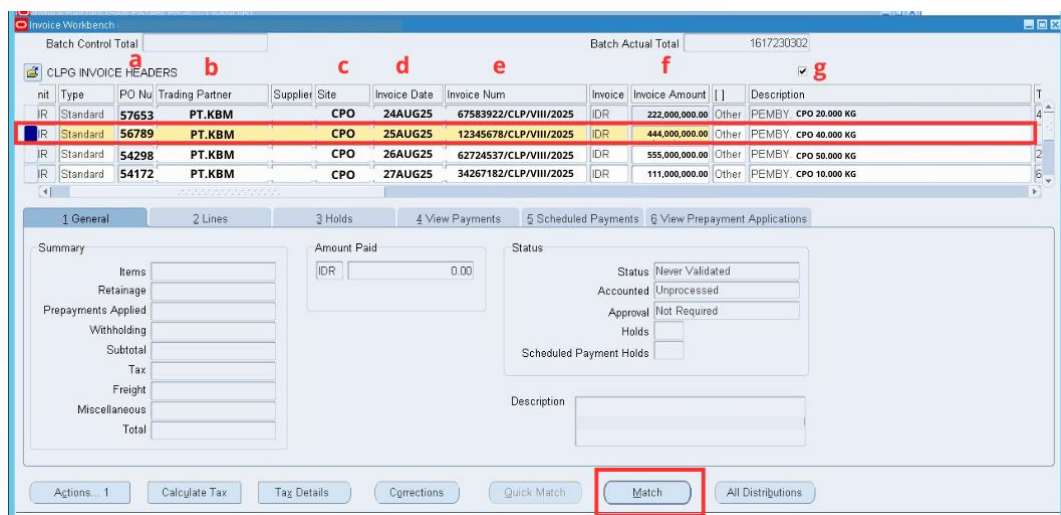 Invoice Workbench
Batch Control Total Batch Actual Total 1617230302
a b c d e f g
CLPG INVOICE HEADERS
nit Type PO Nu Trading Partner Supplier Site Invoice Date Invoice Num Invoice Invoice Amount [ ] Description T
IR Standard 57653 PT.KBM CPO 24AUG25 67583922/CLP/VIII/2025 IDR 222,000,000.00 Other PEMBY. CPO 20.000 KG 4
IR Standard 56789 PT.KBM CPO 25AUG25 12345678/CLP/VIII/2025 IDR 444,000,000.00 Other PEMBY. CPO 40.000 KG
IR Standard 54298 PT.KBM CPO 26AUG25 62724537/CLP/VIII/2025 IDR 555,000,000.00 Other PEMBY. CPO 50.000 KG 2
IR Standard 54172 PT.KBM CPO 27AUG25 34267182/CLP/VIII/2025 IDR 111,000,000.00 Other PEMBY. CPO 10.000 KG 6
1 General 2 Lines 3 Holds 4 View Payments 5 Scheduled Payments 6 View Prepayment Applications
Summary Amount Paid Status
Items IDR 0.00 Status Never Validated
Retainage Accounted Unprocessed
Prepayments Applied Approval Not Required
Withholding Holds
Subtotal Scheduled Payment Holds
Tax
Freight
Miscellaneous Description
Total
Actions... 1 Calculate Tax Tax Details Corrections Quick Match Match All Distributions